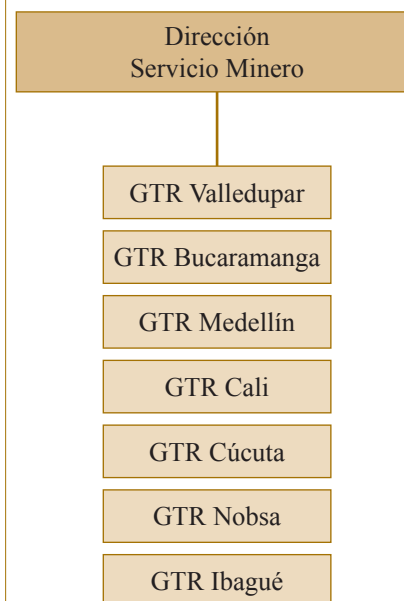 Dirección
Servicio Minero
GTR Valledupar
GTR Bucaramanga
GTR Medellín
GTR Cali
GTR Cúcuta
GTR Nobsa
GTR Ibagué